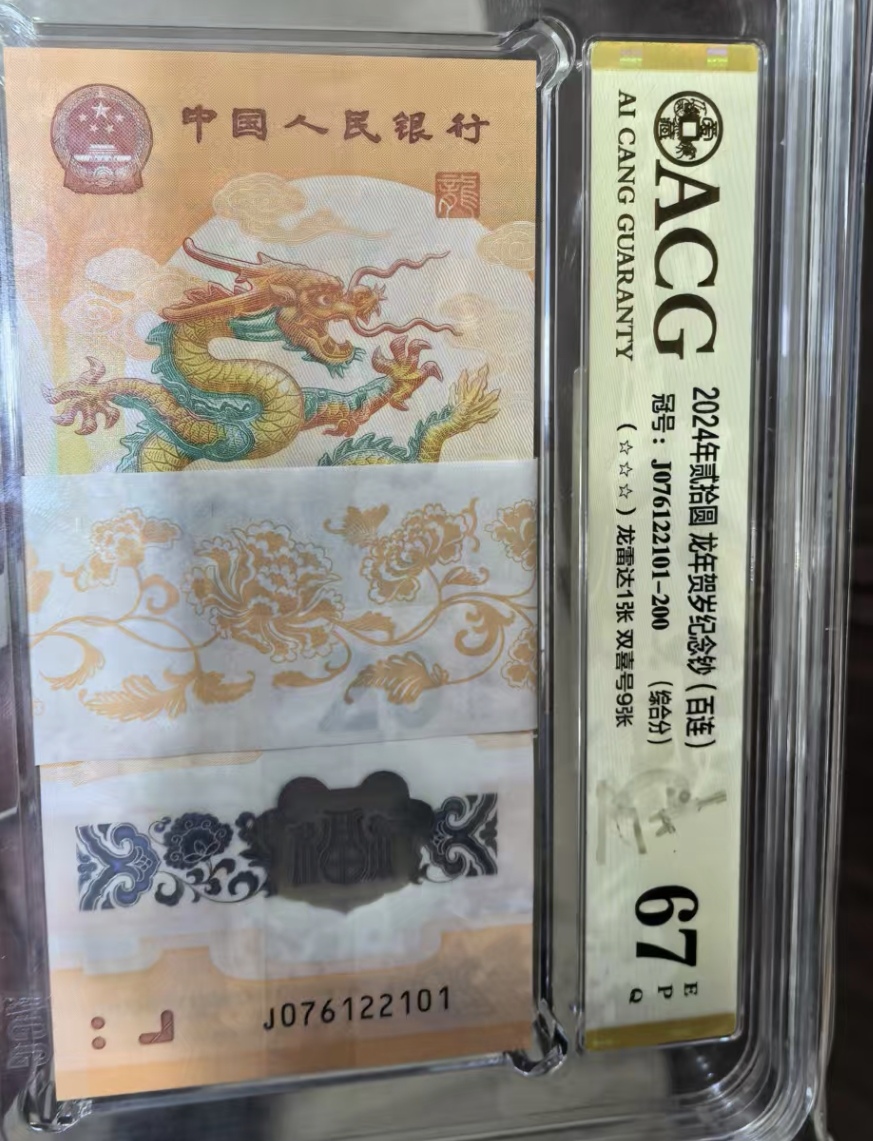 中国人民银行
龍
J076122101
ACG
AI CANG GUARANTY
2024年贰拾圆 龙年贺岁纪念钞（百连）
冠号：J076122101-200 （综合分）
（☆☆☆）龙雷达1张 双喜号9张
67
E
P
Q